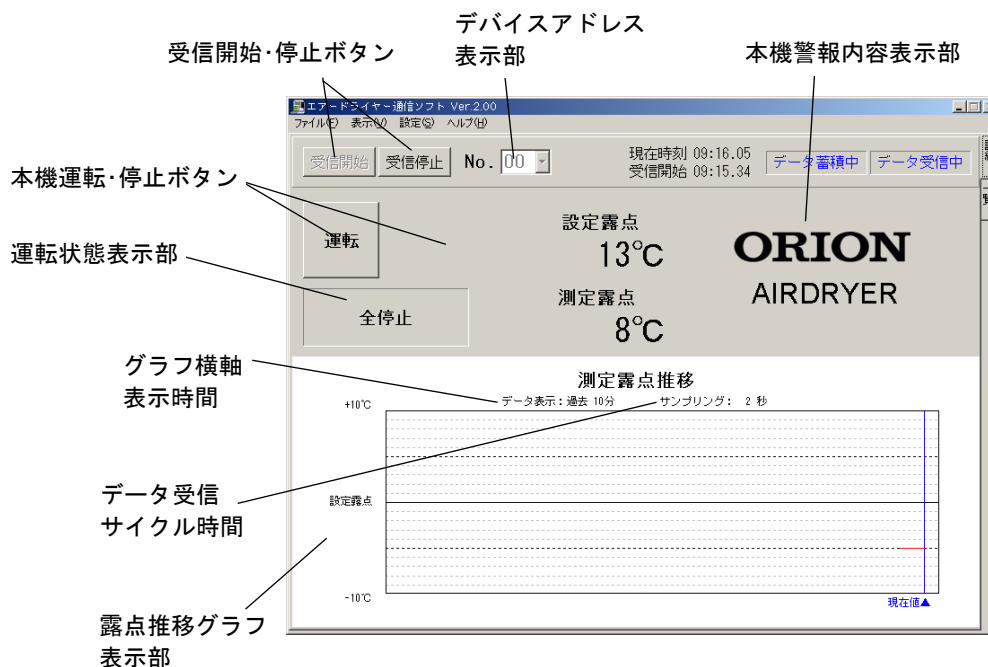 デバイスアドレス
表示部
受信開始･停止ボタン
本機警報内容表示部
エアードライヤー通信ソフト Ver.2.00
ファイル(F) 表示(V) 設定(S) ヘルプ(H)
受信開始 受信停止 No. 00
現在時刻 09:16.05
受信開始 09:15.34
データ蓄積中 データ受信中
本機運転･停止ボタン
運転
設定露点
13℃
ORION
AIRDRYER
運転状態表示部
全停止
測定露点
8℃
グラフ横軸
表示時間
測定露点推移
データ表示：過去 10分 サンプリング： 2 秒
+10℃
設定露点
-10℃
現在値▲
データ受信
サイクル時間
露点推移グラフ
表示部